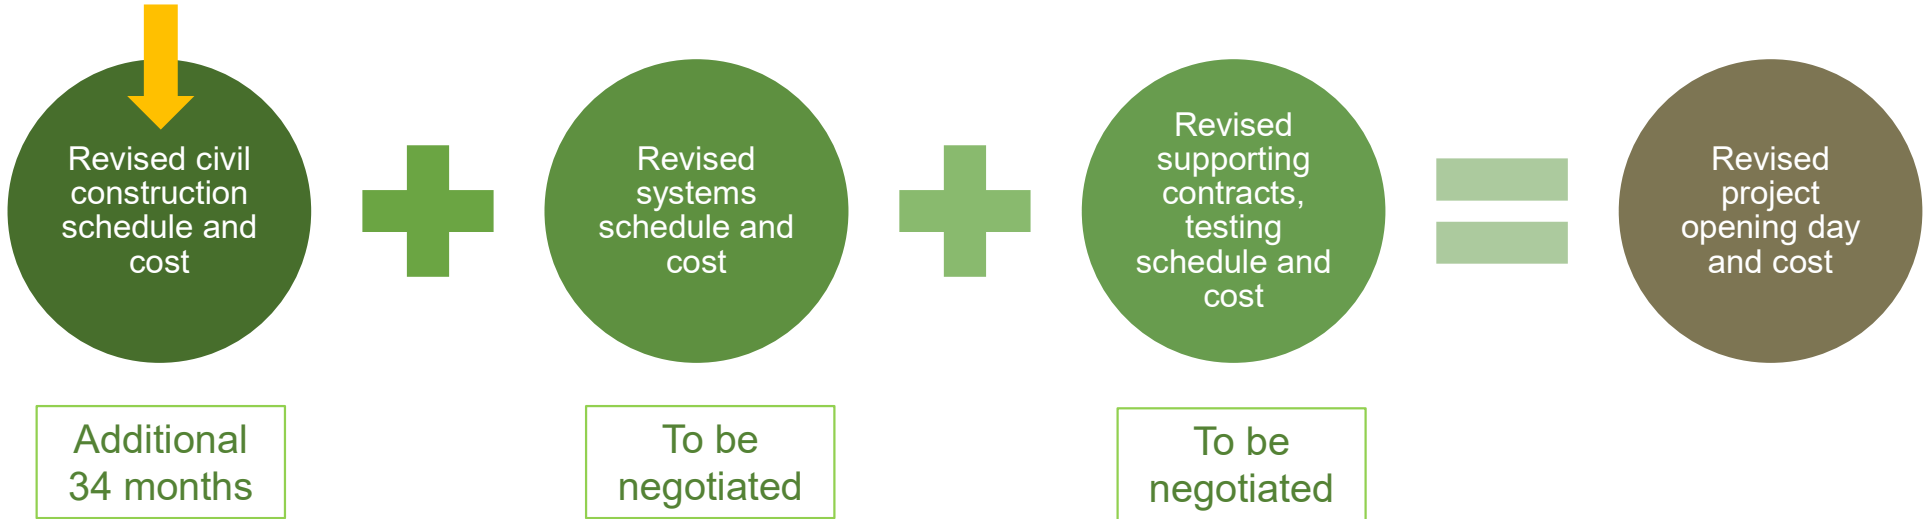 Revised civil
construction
schedule and
cost
Revised
systems
schedule and
cost
Revised
supporting
contracts,
testing
schedule and
cost
Revised
project
opening day
and cost
Additional
34 months
To be
negotiated
To be
negotiated